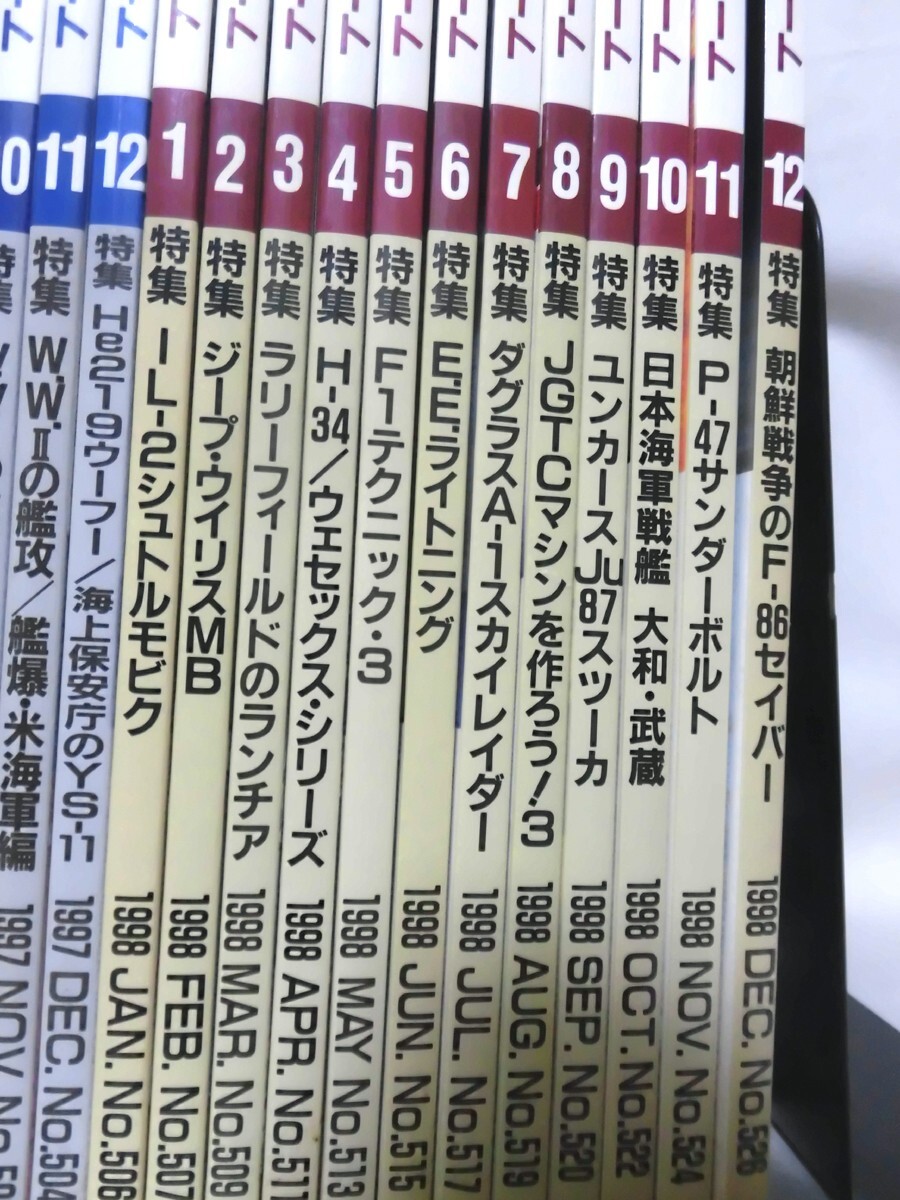 ト
11
特集 W.W.Ⅱの艦攻／艦爆・米海軍編
1997 NOV.
ト
12
特集 He219ウーフー／海上保安庁のYS-11
1997 DEC. No.504
ート
1
特集 IL-2シュトルモビク
1998 JAN. No.506
ート
2
特集 ジープ・ウイリスMB
1998 FEB. No.507
ート
3
特集 ラリーフィールドのランチア
1998 MAR. No.509
ート
4
特集 H-34／ウェセックス・シリーズ
1998 APR. No.511
ート
5
特集 F1テクニック・3
1998 MAY No.513
ート
6
特集 E.E.ライトニング
1998 JUN. No.515
ート
7
特集 ダグラスA-1スカイレイダー
1998 JUL. No.517
ート
8
特集 JGTCマシンを作ろう！3
1998 AUG. No.519
ート
9
特集 ユンカースJu87スツーカ
1998 SEP. No.520
ート
10
特集 日本海軍戦艦 大和・武蔵
1998 OCT. No.522
ート
11
特集 P-47サンダーボルト
1998 NOV. No.524
ート
12
特集 朝鮮戦争のF-86セイバー
1998 DEC. No.526